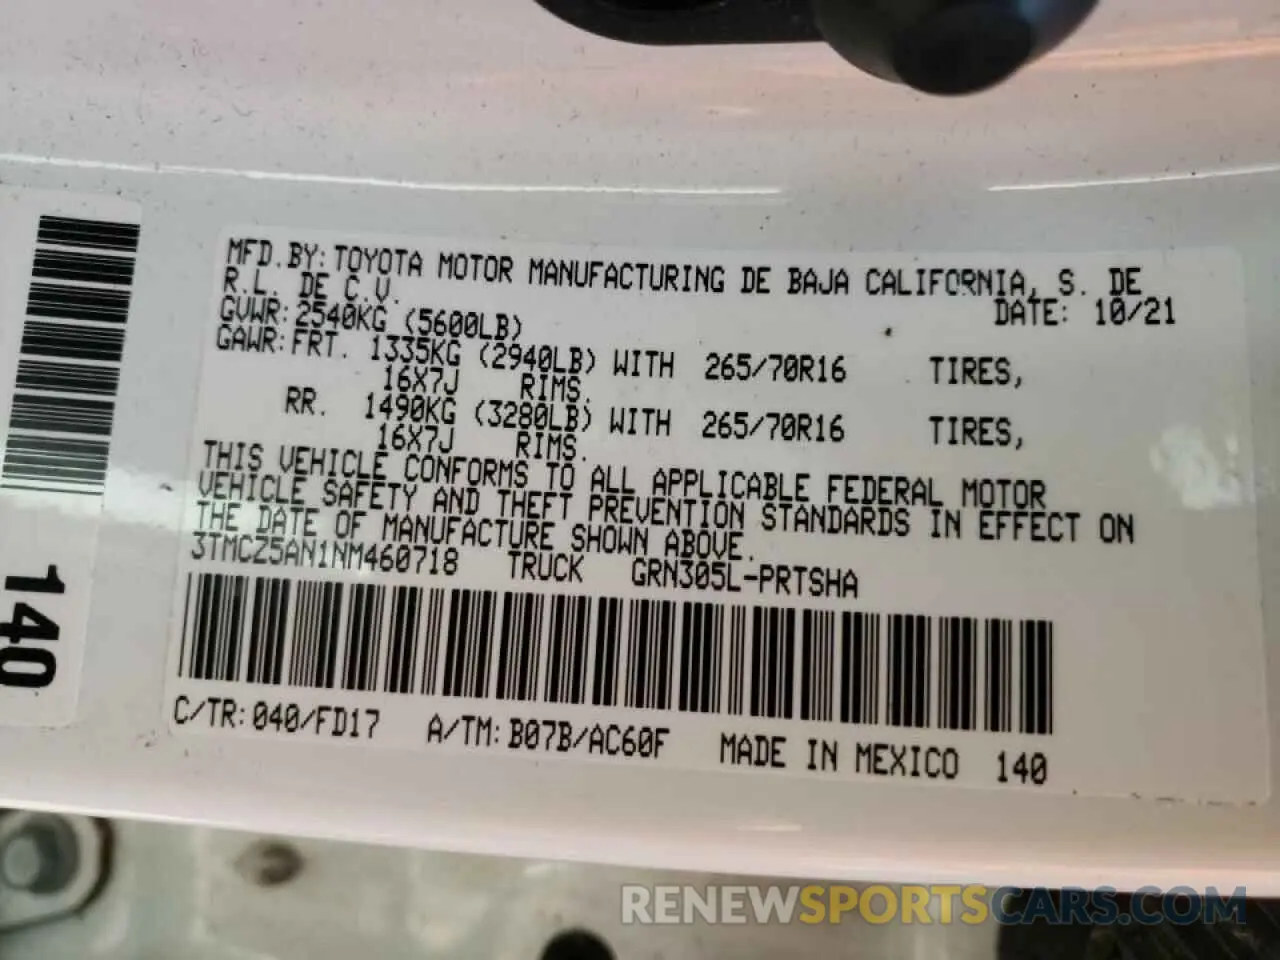 MFD.BY: TOYOTA MOTOR MANUFACTURING DE BAJA CALIFORNIA, S. DE
R.L. DE C.V.
DATE: 10/21
GVWR: 2540KG (5600LB)
GAWR: FRT. 1335KG (2940LB) WITH 265/70R16 TIRES,
16X7J RIMS.
RR. 1490KG (3280LB) WITH 265/70R16 TIRES,
16X7J RIMS.
THIS VEHICLE CONFORMS TO ALL APPLICABLE FEDERAL MOTOR
VEHICLE SAFETY AND THEFT PREVENTION STANDARDS IN EFFECT ON
THE DATE OF MANUFACTURE SHOWN ABOVE.
3TMCZ5AN1NM460718 TRUCK GRN305L-PRTSHA
C/TR: 040/FD17 A/TM: B07B/AC60F MADE IN MEXICO 140
140
RENEWSPORTSCARS.COM